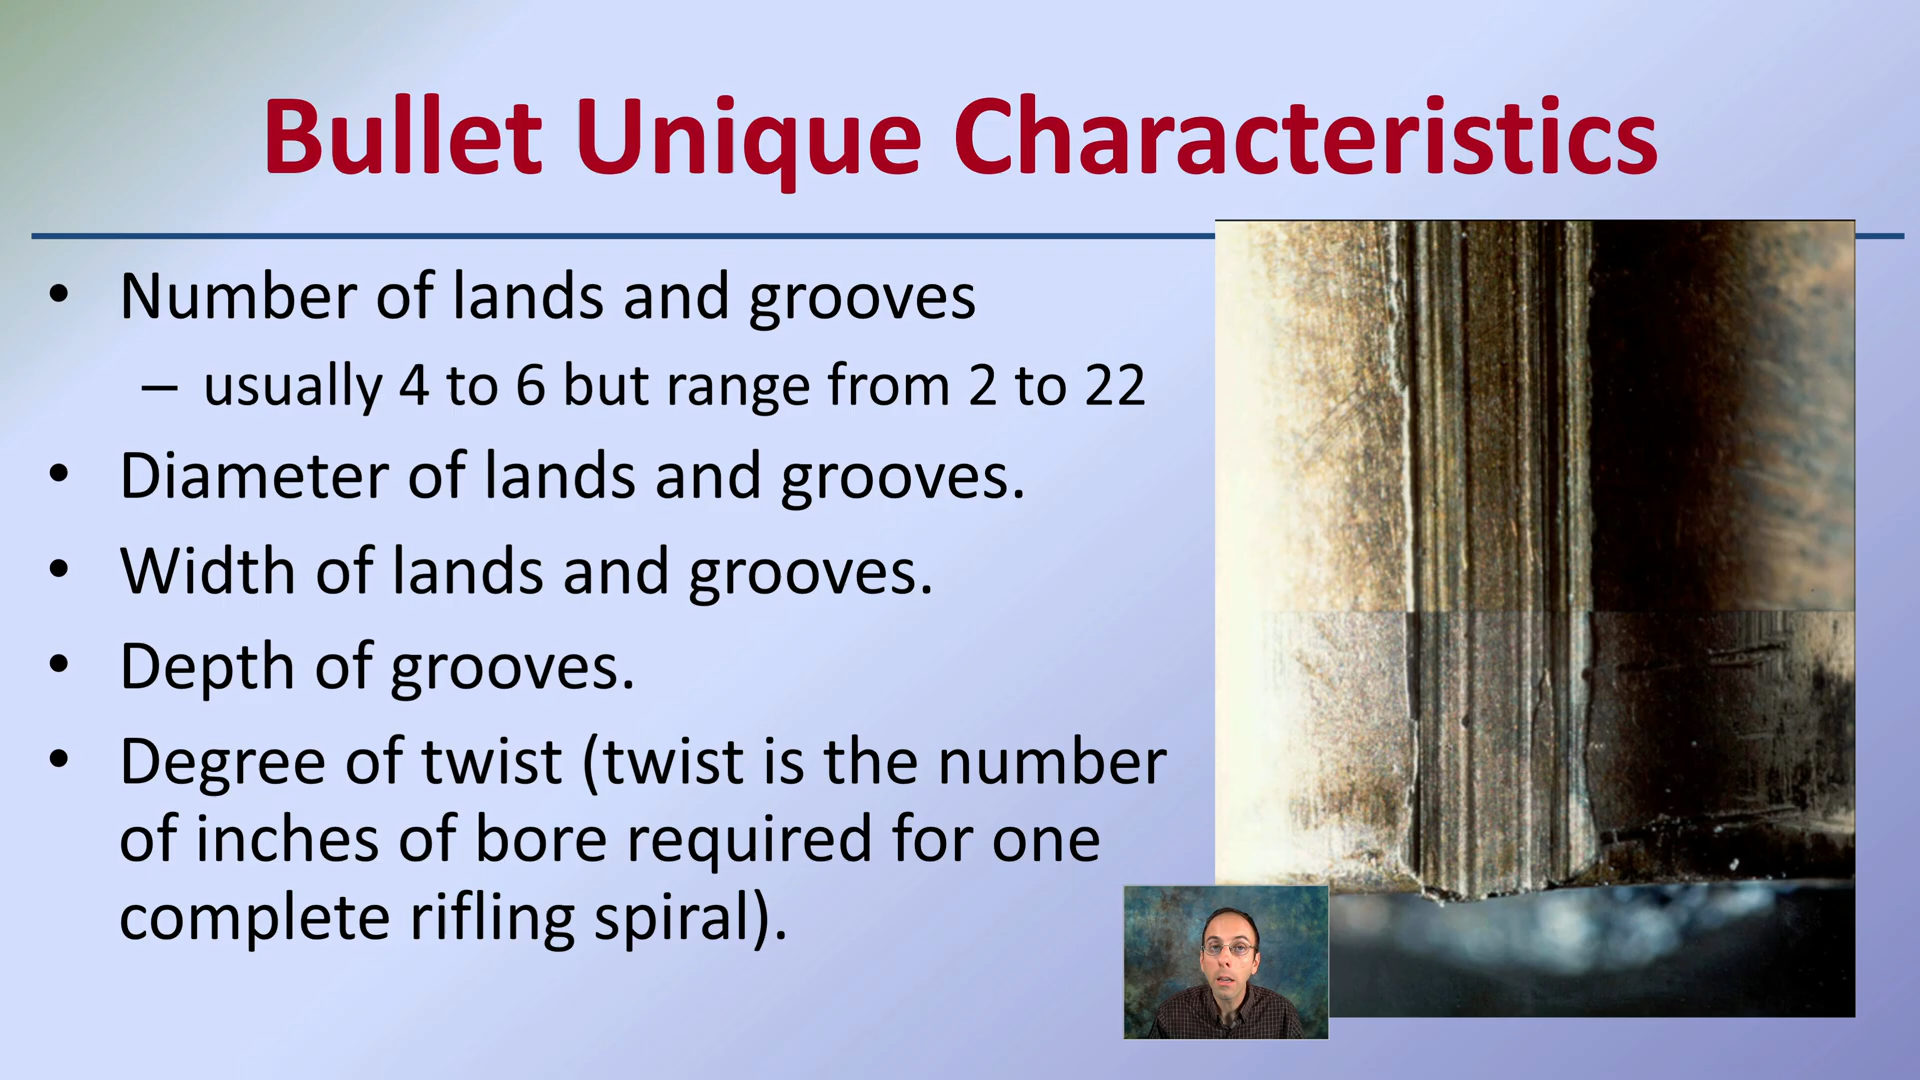 Bullet Unique Characteristics
• Number of lands and grooves
– usually 4 to 6 but range from 2 to 22
• Diameter of lands and grooves.
• Width of lands and grooves.
• Depth of grooves.
• Degree of twist (twist is the number
of inches of bore required for one
complete rifling spiral).